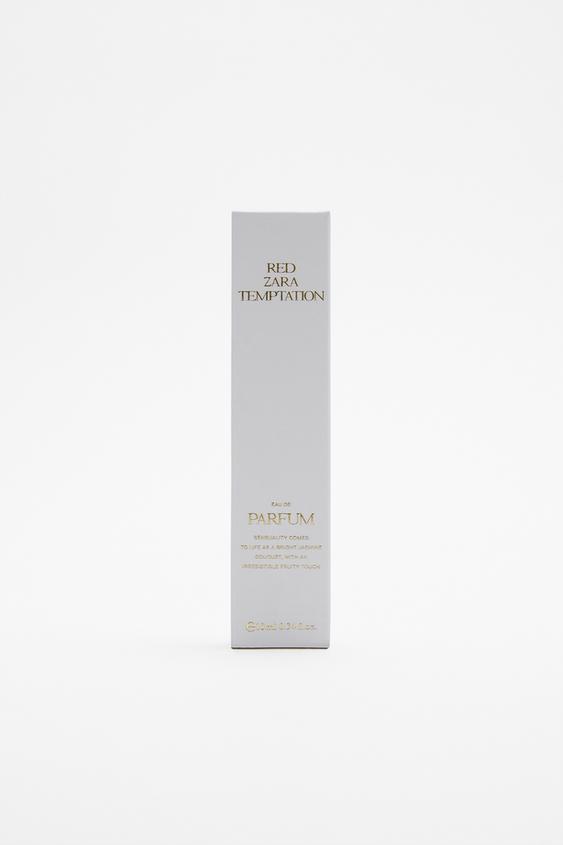 RED
ZARA
TEMPTATION
EAU DE
PARFUM
SENSUALITY COMES
TO LIFE AS A BRIGHT JASMINE
BOUQUET, WITH AN
IRRESISTIBLE FRUITY TOUCH
℮10ml 0.34 fl.oz.